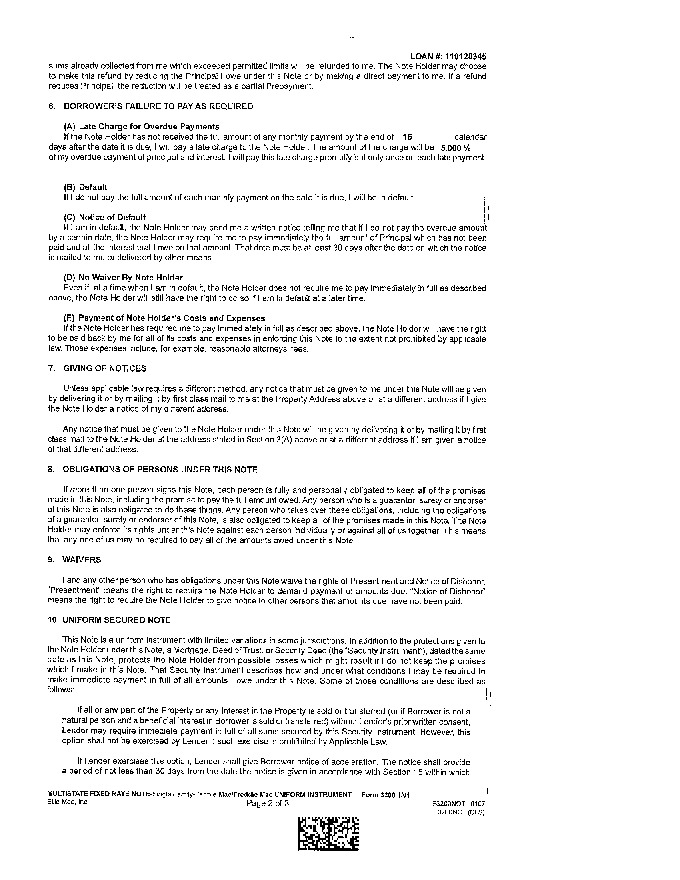 LOAN #: 110120345
sums already collected from me which exceeded permitted limits will be refunded to me. The Note Holder may choose
to make this refund by reducing the Principal I owe under this Note or by making a direct payment to me. If a refund
reduces Principal, the reduction will be treated as a partial Prepayment.
6. BORROWER'S FAILURE TO PAY AS REQUIRED
(A) Late Charge for Overdue Payments
If the Note Holder has not received the full amount of any monthly payment by the end of 15 calendar
days after the date it is due, I will pay a late charge to the Note Holder. The amount of the charge will be 5.000 %
of my overdue payment of principal and interest. I will pay this late charge promptly but only once on each late payment.
(B) Default
If I do not pay the full amount of each monthly payment on the date it is due, I will be in default.
(C) Notice of Default
If I am in default, the Note Holder may send me a written notice telling me that if I do not pay the overdue amount
by a certain date, the Note Holder may require me to pay immediately the full amount of Principal which has not been
paid and all the interest that I owe on that amount. That date must be at least 30 days after the date on which the notice
is mailed to me or delivered by other means.
(D) No Waiver By Note Holder
Even if, at a time when I am in default, the Note Holder does not require me to pay immediately in full as described
above, the Note Holder will still have the right to do so if I am in default at a later time.
(E) Payment of Note Holder's Costs and Expenses
If the Note Holder has required me to pay immediately in full as described above, the Note Holder will have the right
to be paid back by me for all of its costs and expenses in enforcing this Note to the extent not prohibited by applicable
law. Those expenses include, for example, reasonable attorneys' fees.
7. GIVING OF NOTICES
Unless applicable law requires a different method, any notice that must be given to me under this Note will be given
by delivering it or by mailing it by first class mail to me at the Property Address above or at a different address if I give
the Note Holder a notice of my different address.
Any notice that must be given to the Note Holder under this Note will be given by delivering it or by mailing it by first
class mail to the Note Holder at the address stated in Section 3(A) above or at a different address if I am given a notice
of that different address.
8. OBLIGATIONS OF PERSONS UNDER THIS NOTE
If more than one person signs this Note, each person is fully and personally obligated to keep all of the promises
made in this Note, including the promise to pay the full amount owed. Any person who is a guarantor, surety or endorser
of this Note is also obligated to do these things. Any person who takes over these obligations, including the obligations
of a guarantor, surety or endorser of this Note, is also obligated to keep all of the promises made in this Note. The Note
Holder may enforce its rights under this Note against each person individually or against all of us together. This means
that any one of us may be required to pay all of the amounts owed under this Note.
9. WAIVERS
I and any other person who has obligations under this Note waive the rights of Presentment and Notice of Dishonor.
"Presentment" means the right to require the Note Holder to demand payment of amounts due. "Notice of Dishonor"
means the right to require the Note Holder to give notice to other persons that amounts due have not been paid.
10. UNIFORM SECURED NOTE
This Note is a uniform instrument with limited variations in some jurisdictions. In addition to the protections given to
the Note Holder under this Note, a Mortgage, Deed of Trust, or Security Deed (the "Security Instrument"), dated the same
date as this Note, protects the Note Holder from possible losses which might result if I do not keep the promises
which I make in this Note. That Security Instrument describes how and under what conditions I may be required to
make immediate payment in full of all amounts I owe under this Note. Some of those conditions are described as
follows:
If all or any part of the Property or any Interest in the Property is sold or transferred (or if Borrower is not a
natural person and a beneficial interest in Borrower is sold or transferred) without Lender's prior written consent,
Lender may require immediate payment in full of all sums secured by this Security Instrument. However, this
option shall not be exercised by Lender if such exercise is prohibited by Applicable Law.
If Lender exercises this option, Lender shall give Borrower notice of acceleration. The notice shall provide
a period of not less than 30 days from the date the notice is given in accordance with Section 15 within which
MULTISTATE FIXED RATE NOTE--Single Family--Fannie Mae/Freddie Mac UNIFORM INSTRUMENT Form 3200 1/01
Ellie Mae, Inc. Page 2 of 3 F3200NOT 0107